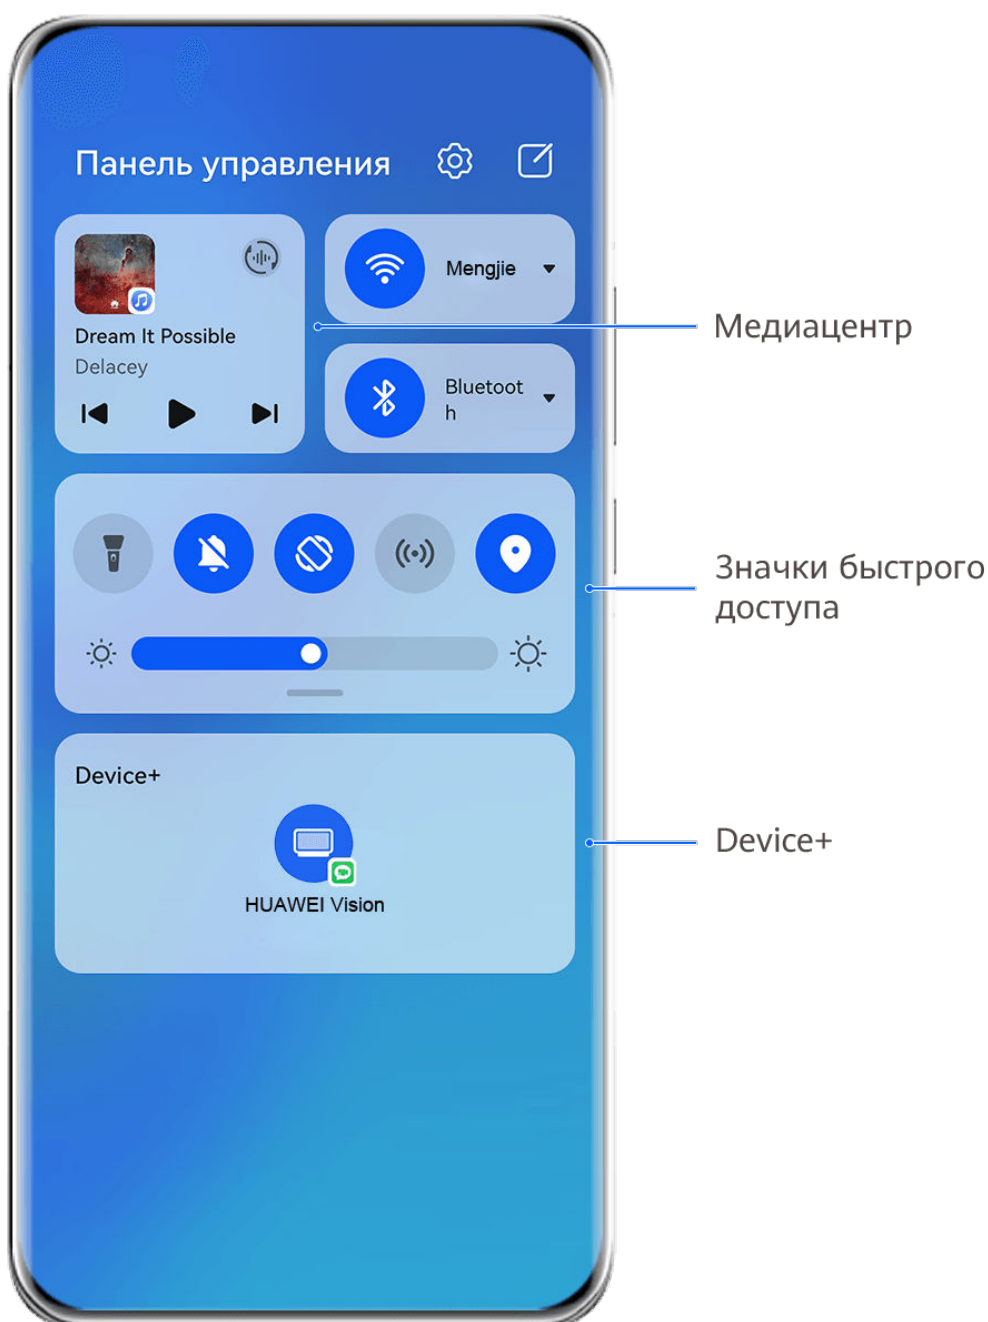 Панель управления
Dream It Possible
Delacey
Mengjie
Bluetoot
h
Медиацентр
Значки быстрого
доступа
Device+
HUAWEI Vision
Device+